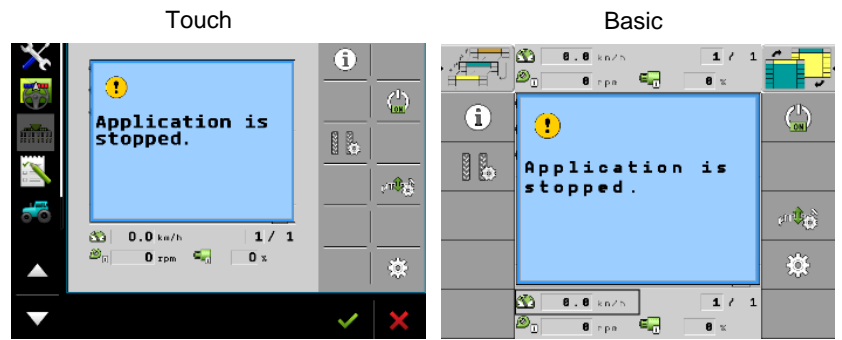 Touch
Basic
Application is
stopped.
ON
0.0 km/h 1 / 1
0 rpm 0 %
0.0 km/h 1 / 1
0 rpm 0 %
ON
Application is
stopped.
0.0 km/h 1 / 1
0 rpm 0 %